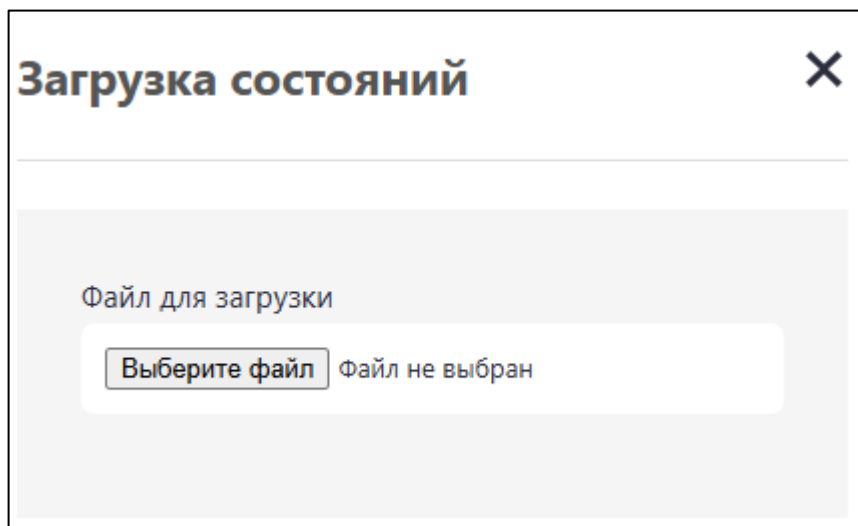 Загрузка состояний
Файл для загрузки
Выберите файл Файл не выбран